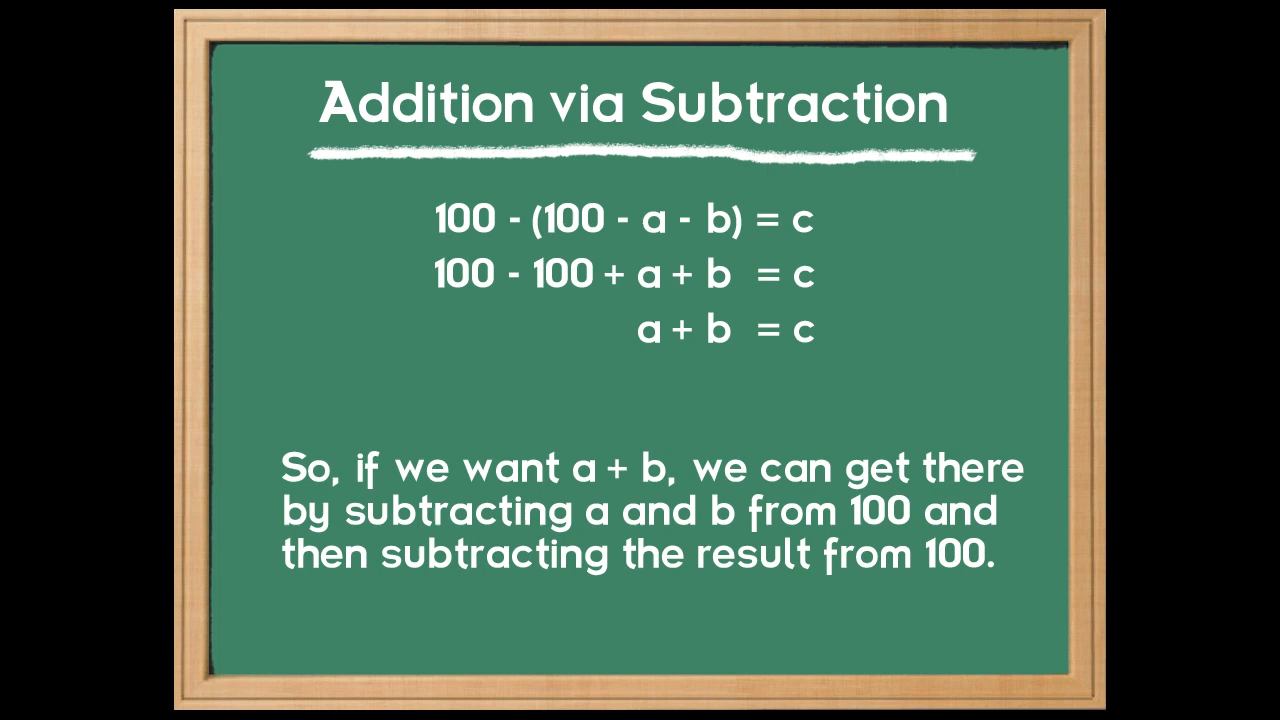 Addition via Subtraction
100 - (100 - a - b) = c
100 - 100 + a + b = c
a + b = c
So, if we want a + b, we can get there
by subtracting a and b from 100 and
then subtracting the result from 100.